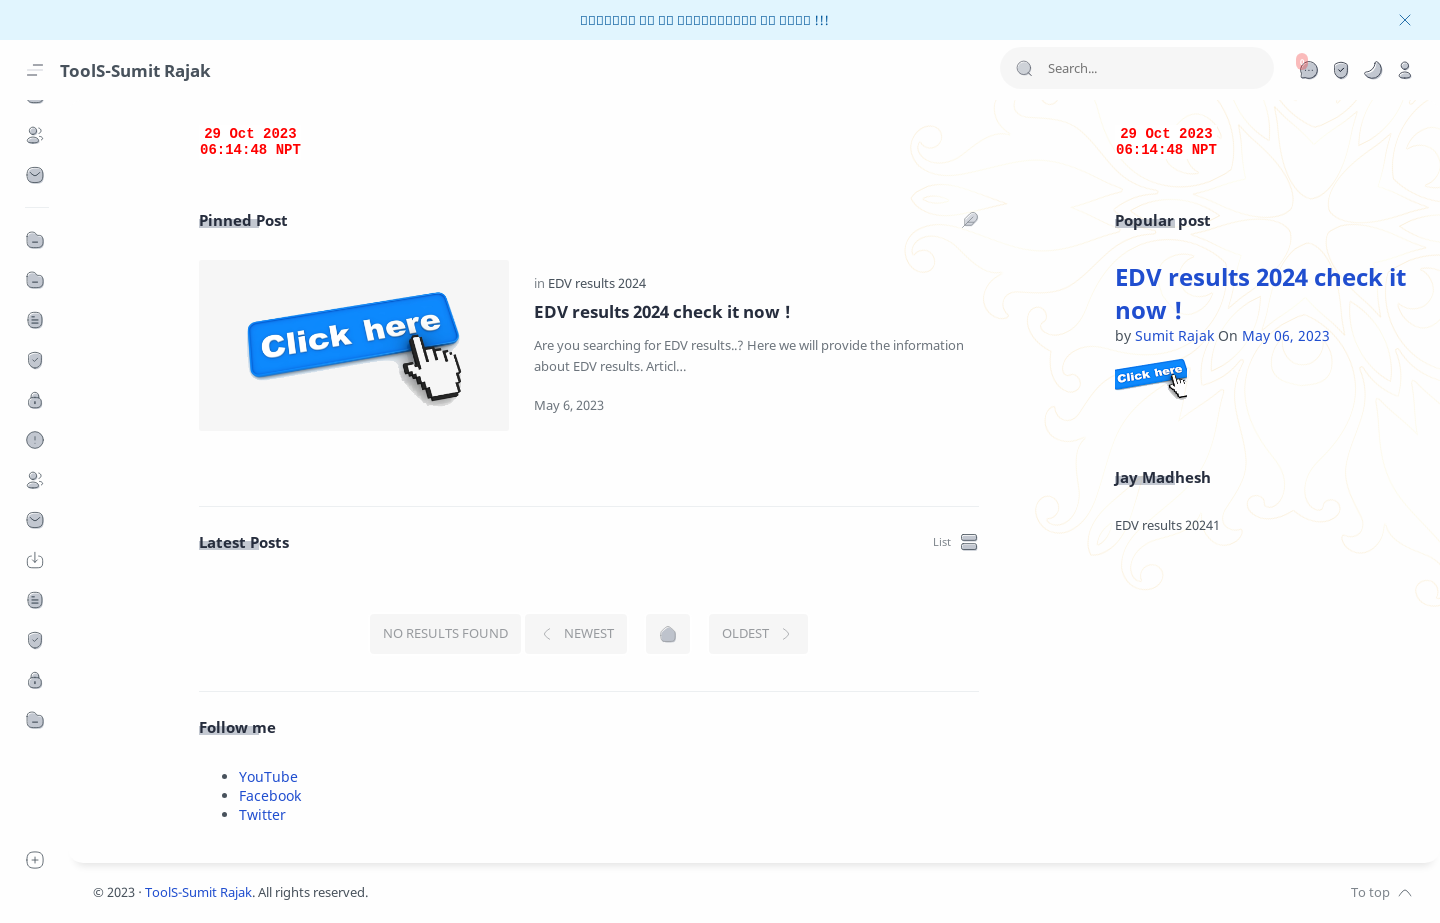 !!!
ToolS-Sumit Rajak
Search...
29 Oct 2023
06:14:48 NPT
29 Oct 2023
06:14:48 NPT
Pinned Post
Popular post
Click here
in EDV results 2024
EDV results 2024 check it now !
Are you searching for EDV results..? Here we will provide the information
about EDV results. Articl...
May 6, 2023
EDV results 2024 check it
now !
by Sumit Rajak On May 06, 2023
Click here
Jay Madhesh
EDV results 20241
Latest Posts
List
NO RESULTS FOUND
NEWEST
OLDEST
Follow me
YouTube
Facebook
Twitter
© 2023 · ToolS-Sumit Rajak. All rights reserved.
To top